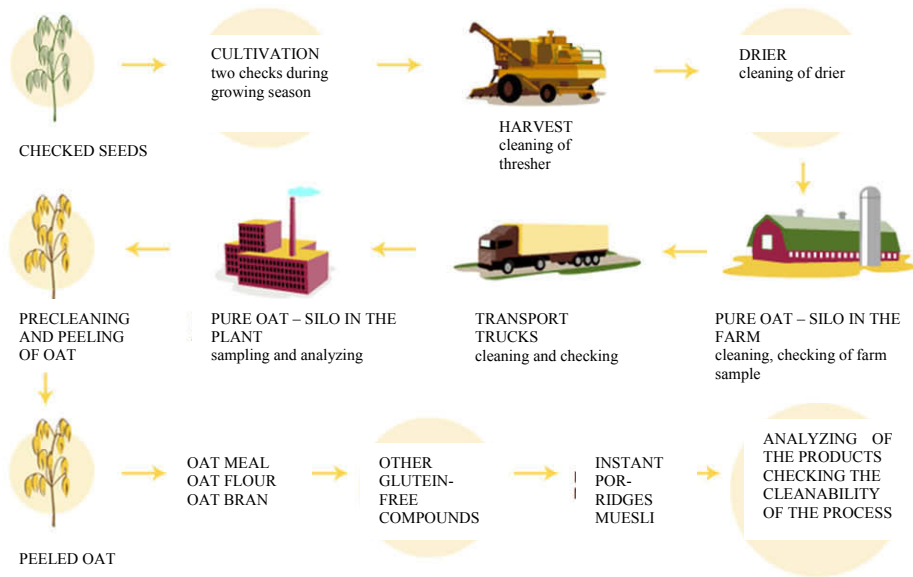 CHECKED SEEDS
CULTIVATION
two checks during
growing season
HARVEST
cleaning of
thresher
DRIER
cleaning of drier
PURE OAT – SILO IN THE
FARM
cleaning, checking of farm
sample
TRANSPORT
TRUCKS
cleaning and checking
PURE OAT – SILO IN THE
PLANT
sampling and analyzing
PRECLEANING
AND PEELING
OF OAT
PEELED OAT
OAT MEAL
OAT FLOUR
OAT BRAN
OTHER
GLUTEN-
FREE
COMPOUNDS
INSTANT
POR-
RIDGES
MUESLI
ANALYZING OF
THE PRODUCTS
CHECKING THE
CLEANABILITY
OF THE PROCESS